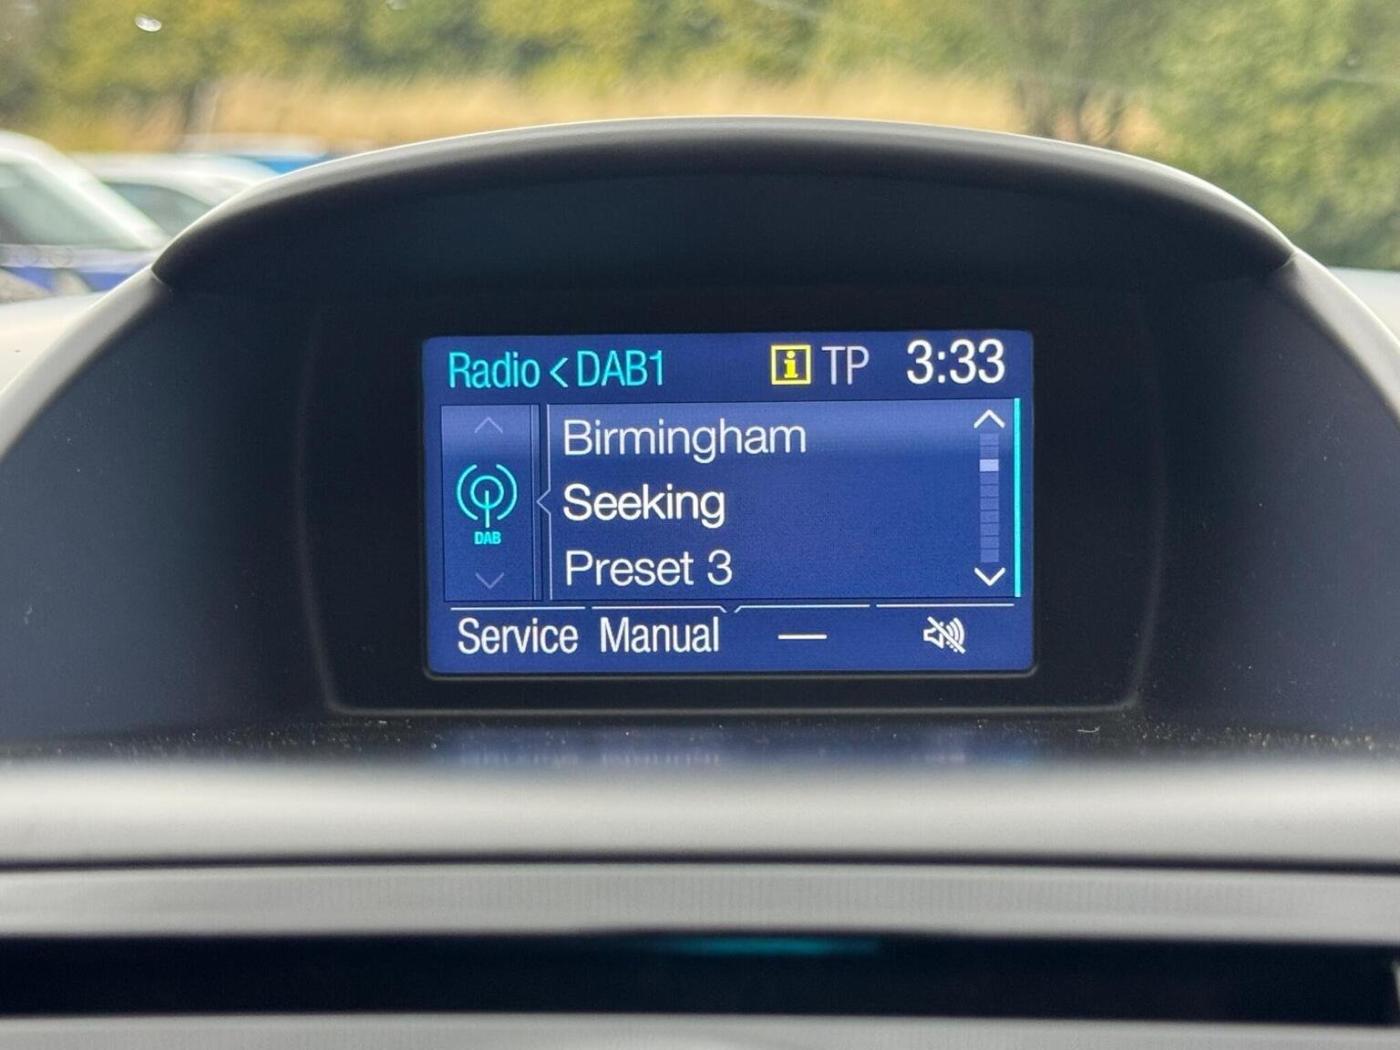 Radio < DAB1 i TP 3:33
Birmingham
Seeking
DAB
Preset 3
Service Manual —